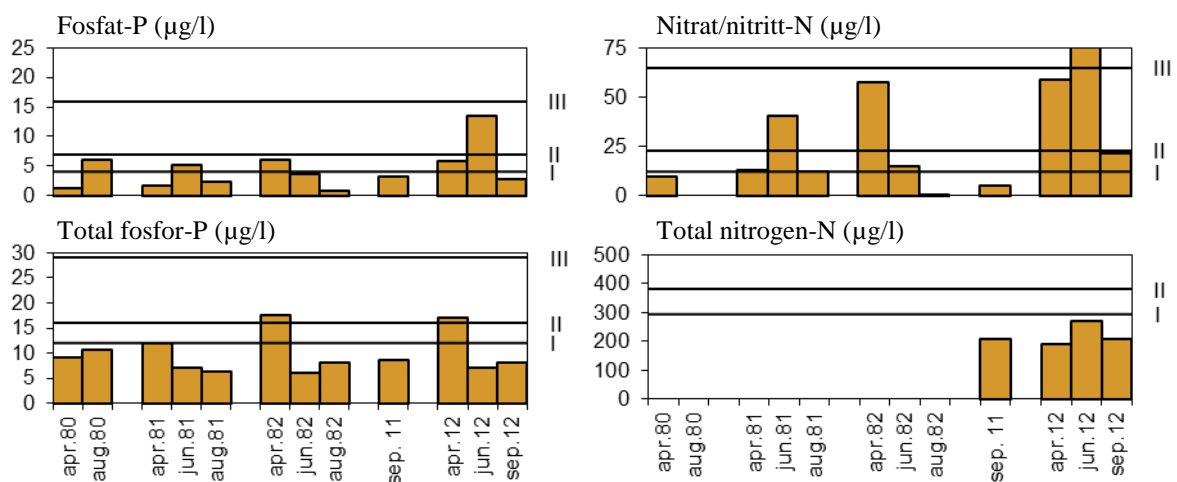 Fosfat-P (µg/l)
25
20
15
10
5
0
III
II
I
Nitrat/nitritt-N (µg/l)
75
50
25
0
III
II
I
Total fosfor-P (µg/l)
30
25
20
15
10
5
0
III
II
I
apr.80
aug.80
apr.81
jun.81
aug.81
apr.82
jun.82
aug.82
sep. 11
apr.12
jun.12
sep.12
Total nitrogen-N (µg/l)
500
400
300
200
100
0
II
I
apr.80
aug.80
apr.81
jun.81
aug.81
apr.82
jun.82
aug.82
sep. 11
apr.12
jun.12
sep.12